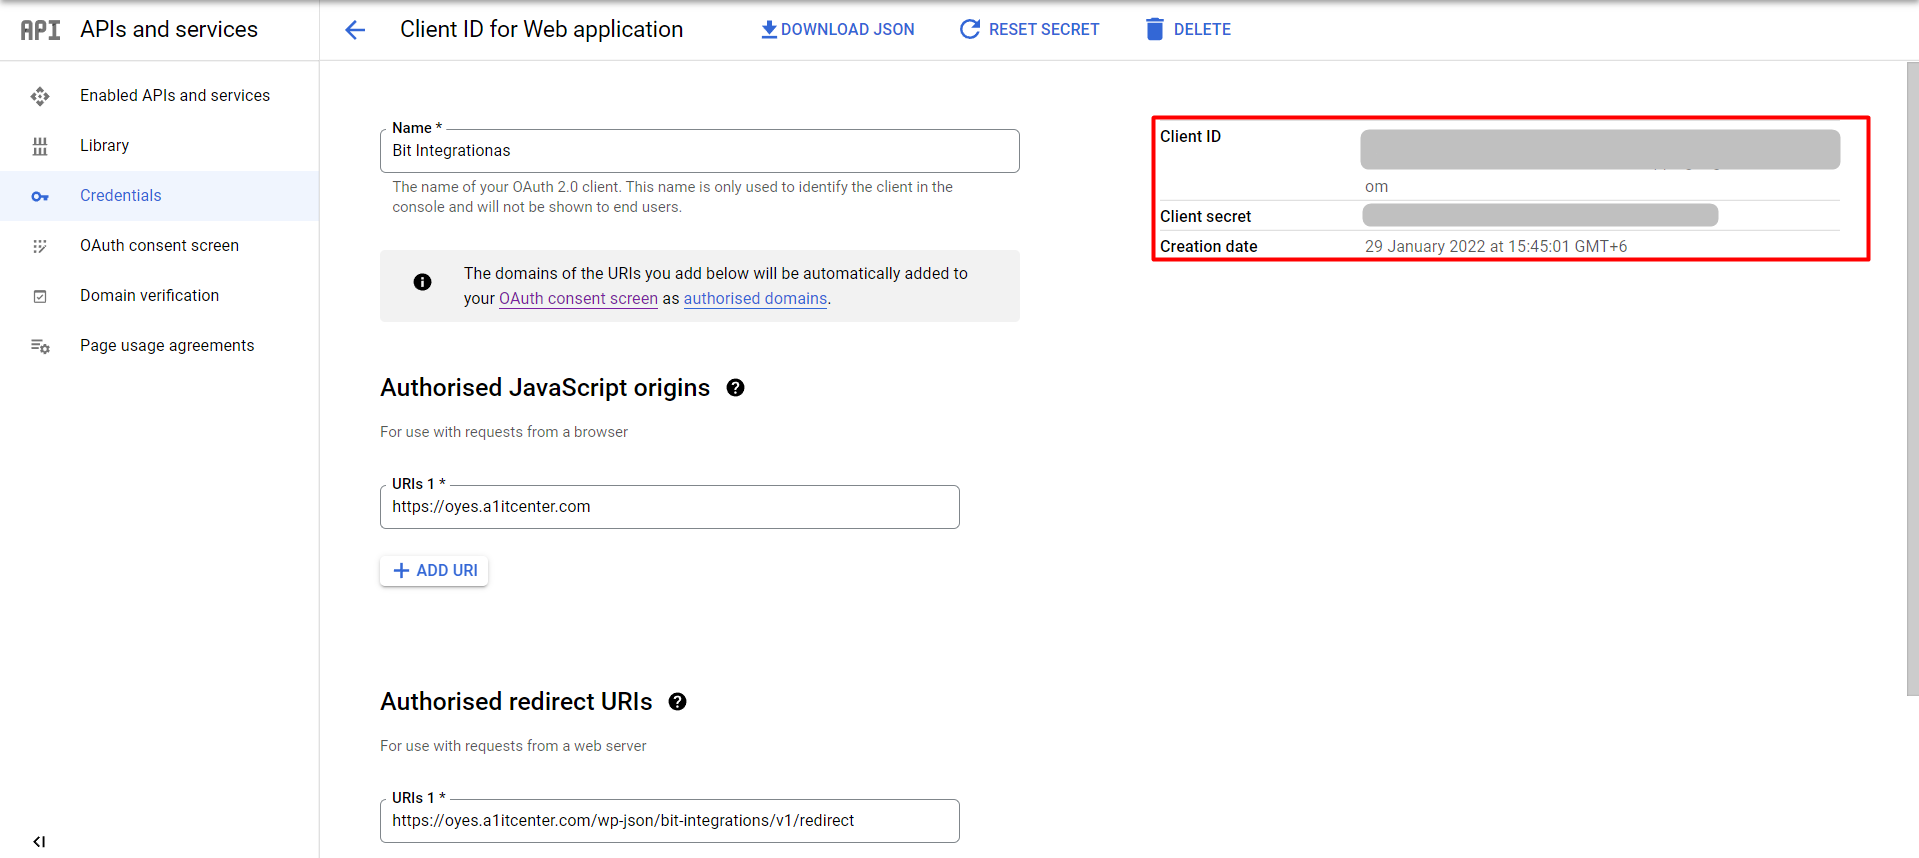 API APIs and services
Client ID for Web application
DOWNLOAD JSON
RESET SECRET
DELETE
Enabled APIs and services
Library
Credentials
OAuth consent screen
Domain verification
Page usage agreements
Name *
Bit Integrationas
The name of your OAuth 2.0 client. This name is only used to identify the client in the
console and will not be shown to end users.
The domains of the URIs you add below will be automatically added to
your OAuth consent screen as authorised domains.
Authorised JavaScript origins
For use with requests from a browser
URIs 1 *
https://oyes.a1itcenter.com
ADD URI
Authorised redirect URIs
For use with requests from a web server
URIs 1 *
https://oyes.a1itcenter.com/wp-json/bit-integrations/v1/redirect
Client ID
om
Client secret
Creation date 29 January 2022 at 15:45:01 GMT+6